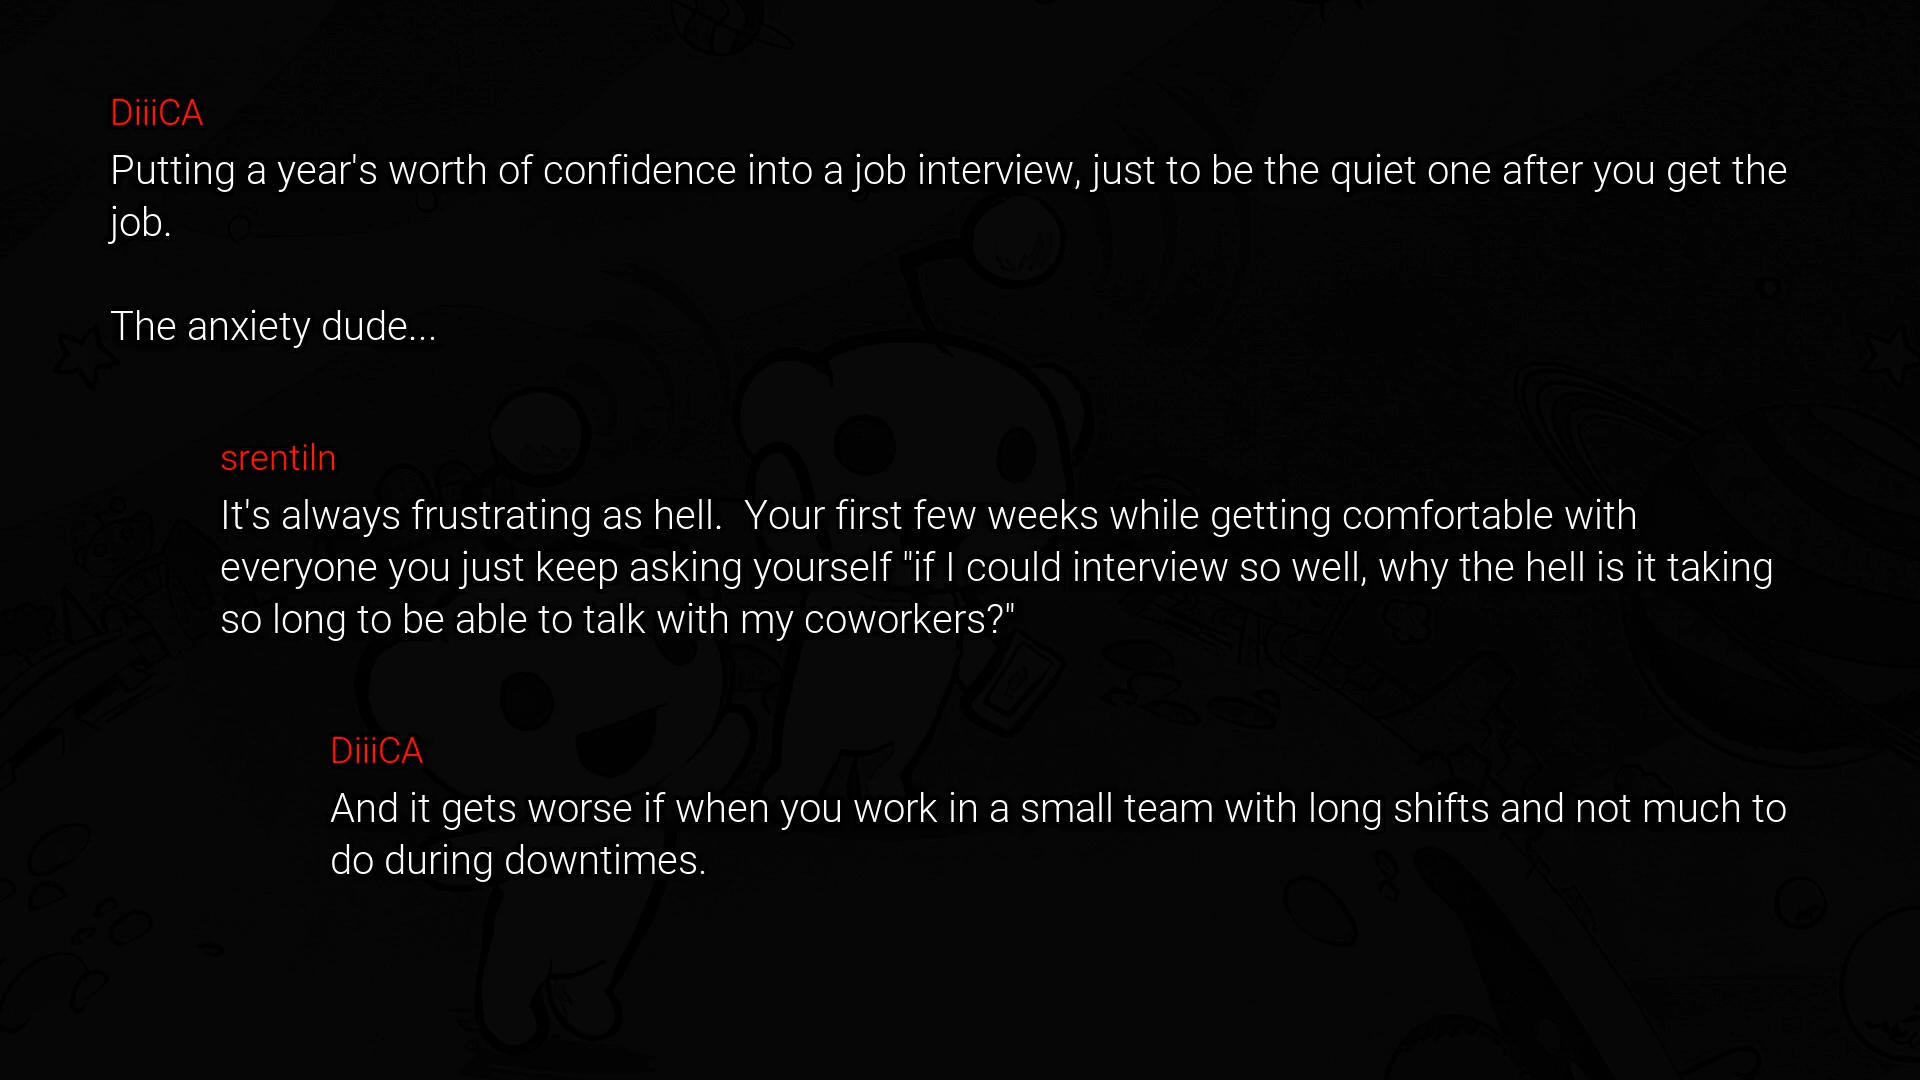 DiiiCA
Putting a year's worth of confidence into a job interview, just to be the quiet one after you get the
job.
The anxiety dude...
srentiln
It's always frustrating as hell.  Your first few weeks while getting comfortable with
everyone you just keep asking yourself "if I could interview so well, why the hell is it taking
so long to be able to talk with my coworkers?"
DiiiCA
And it gets worse if when you work in a small team with long shifts and not much to
do during downtimes.